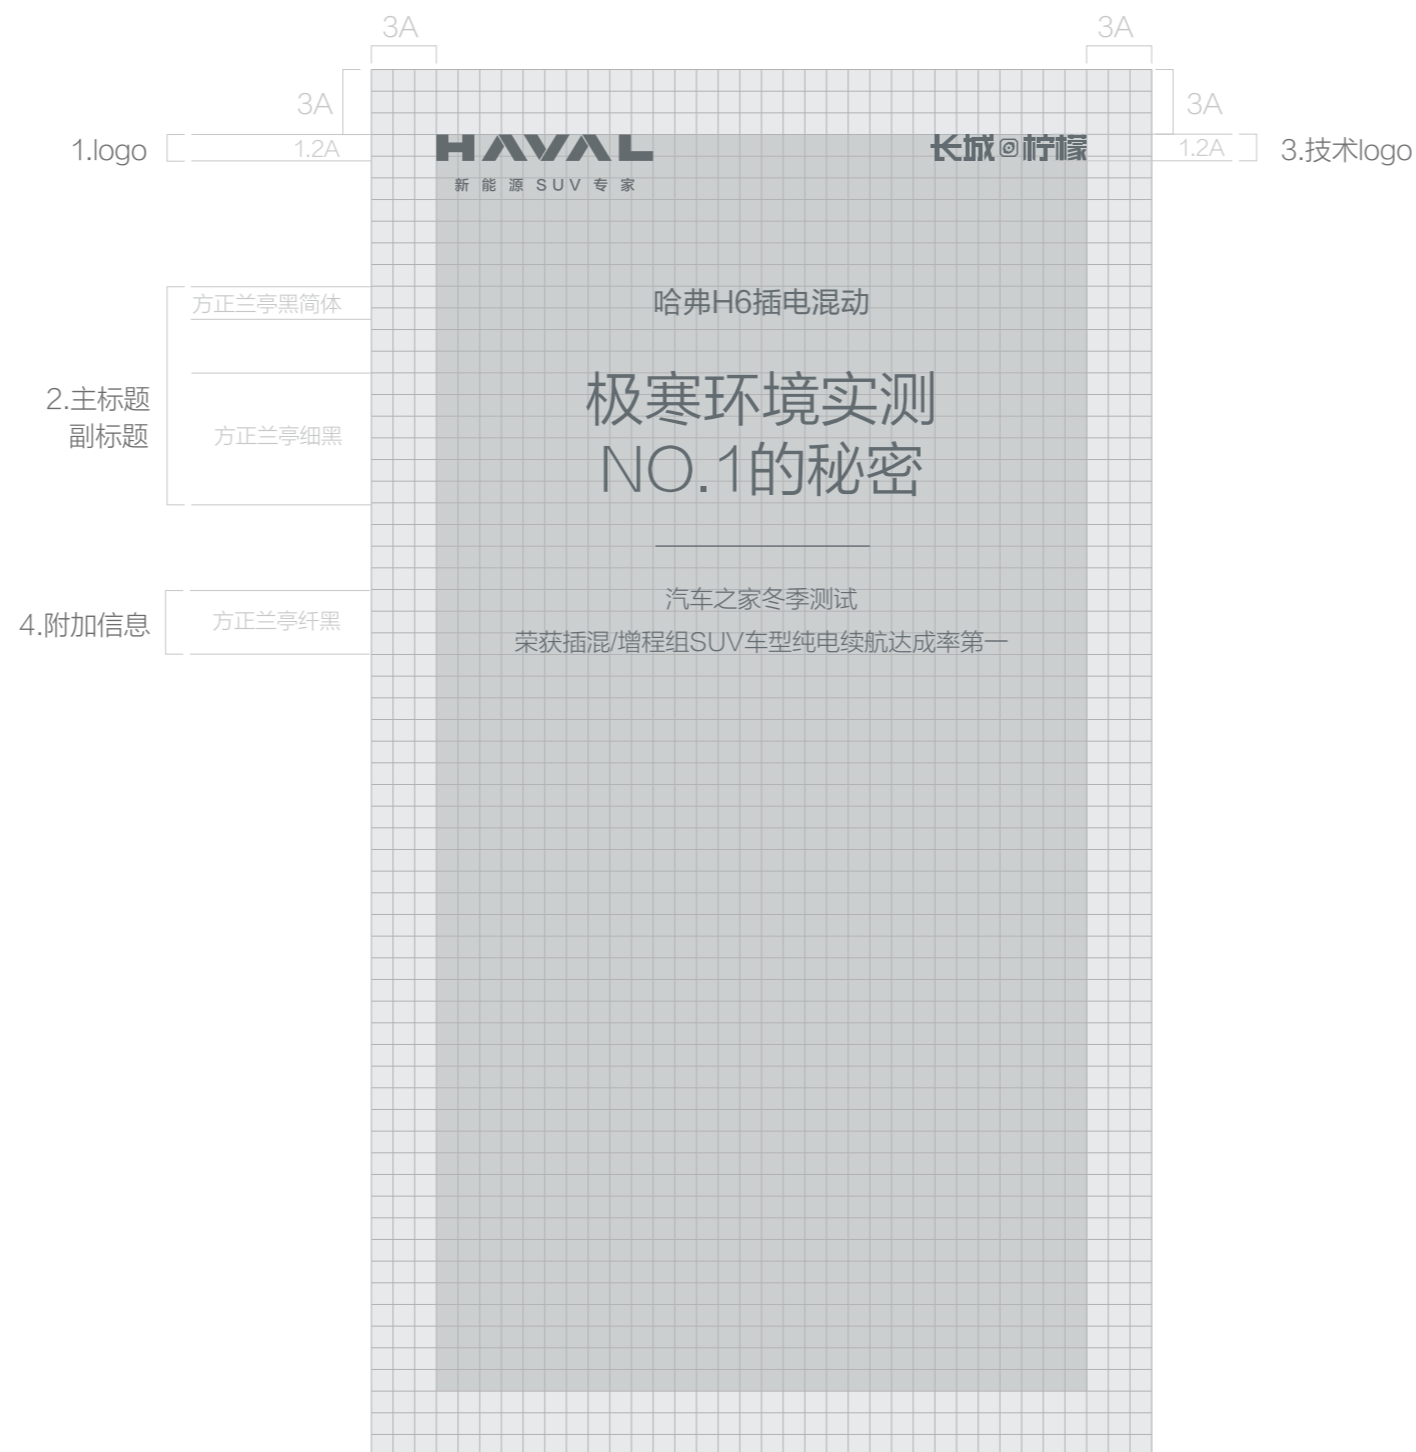 3A
3A
3A
3A
1.logo
1.2A
HAVAL
长城柠檬
1.2A
3.技术logo
新能源SUV专家
方正兰亭黑简体
哈弗H6插电混动
2.主标题
副标题
方正兰亭细黑
极寒环境实测
NO.1的秘密
4.附加信息
方正兰亭纤黑
汽车之家冬季测试
荣获插混/增程组SUV车型纯电续航达成率第一